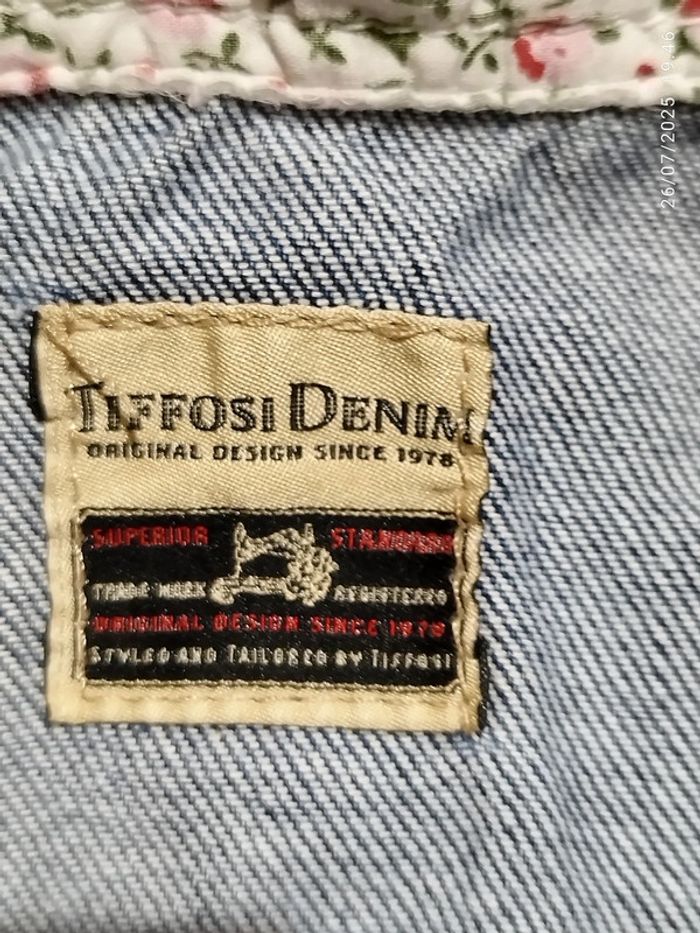 26/07/2025 19:46
TIFFOSI DENIM
ORIGINAL DESIGN SINCE 1978
SUPERIOR STANDARD
TRADE MARK REGISTERED
ORIGINAL DESIGN SINCE 1978
STYLED AND TAILORED BY TIFFOSI